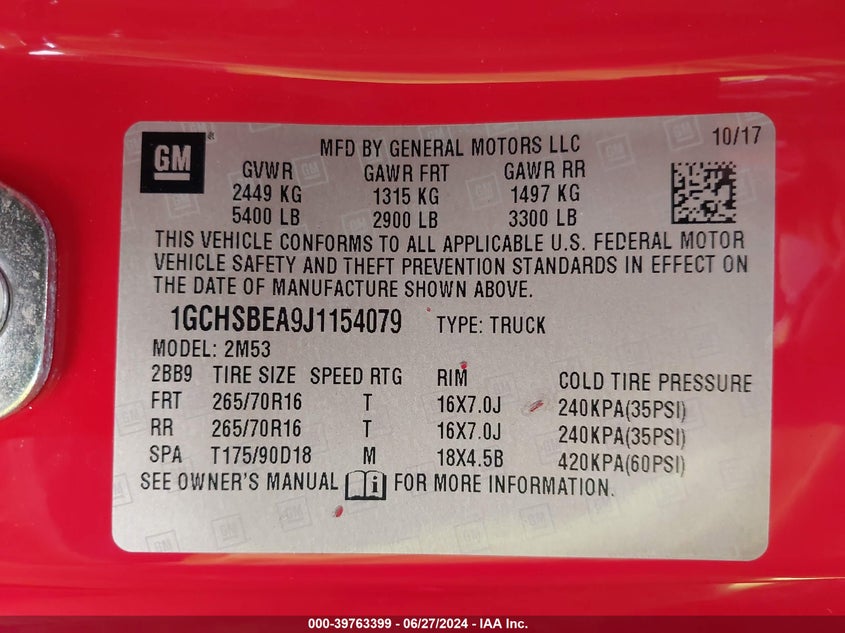 GM
MFD BY GENERAL MOTORS LLC 10/17
GVWR GAWR FRT GAWR RR
2449 KG 1315 KG 1497 KG
5400 LB 2900 LB 3300 LB
THIS VEHICLE CONFORMS TO ALL APPLICABLE U.S. FEDERAL MOTOR
VEHICLE SAFETY AND THEFT PREVENTION STANDARDS IN EFFECT ON
THE DATE OF MANUFACTURE SHOWN ABOVE.
1GCHSBEA9J1154079 TYPE: TRUCK
MODEL: 2M53
2BB9 TIRE SIZE SPEED RTG RIM COLD TIRE PRESSURE
FRT 265/70R16 T 16X7.0J 240KPA(35PSI)
RR 265/70R16 T 16X7.0J 240KPA(35PSI)
SPA T175/90D18 M 18X4.5B 420KPA(60PSI)
SEE OWNER'S MANUAL i FOR MORE INFORMATION.
000-39763399 - 06/27/2024 - IAA Inc.